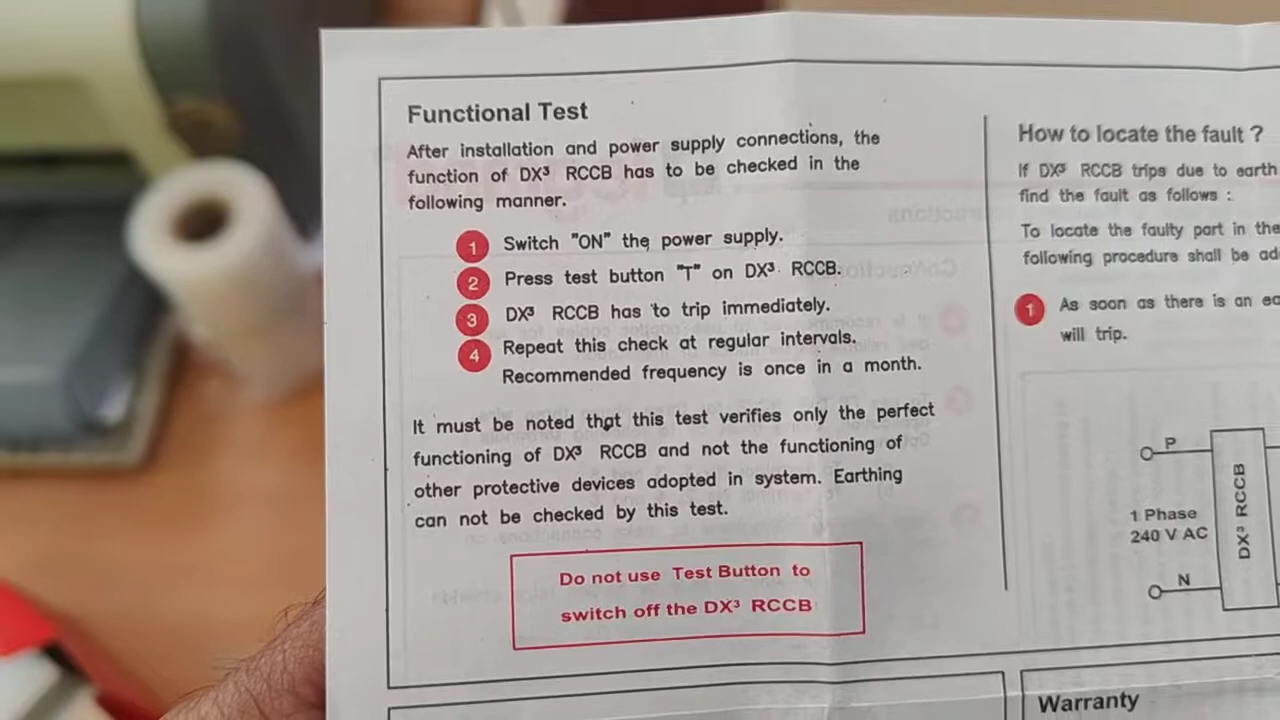 Functional Test
After installation and power supply connections, the
function of DX³ RCCB has to be checked in the
following manner.
1 Switch "ON" the power supply.
2 Press test button "T" on DX³ RCCB.
3 DX³ RCCB has to trip immediately.
4 Repeat this check at regular intervals.
Recommended frequency is once in a month.
It must be noted that this test verifies only the perfect
functioning of DX³ RCCB and not the functioning of
other protective devices adopted in system. Earthing
can not be checked by this test.
Do not use Test Button to
switch off the DX³ RCCB
How to locate the fault ?
If DX³ RCCB trips due to earth
find the fault as follows :
To locate the faulty part in the
following procedure shall be
1 As soon as there is an
will trip.
P
1 Phase
240 V AC
N
DX³ RCCB
Warranty